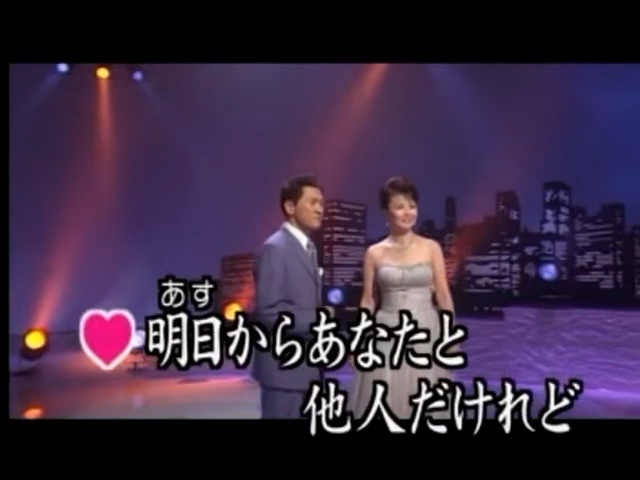 あす
明日からあなたと
他人だけれど